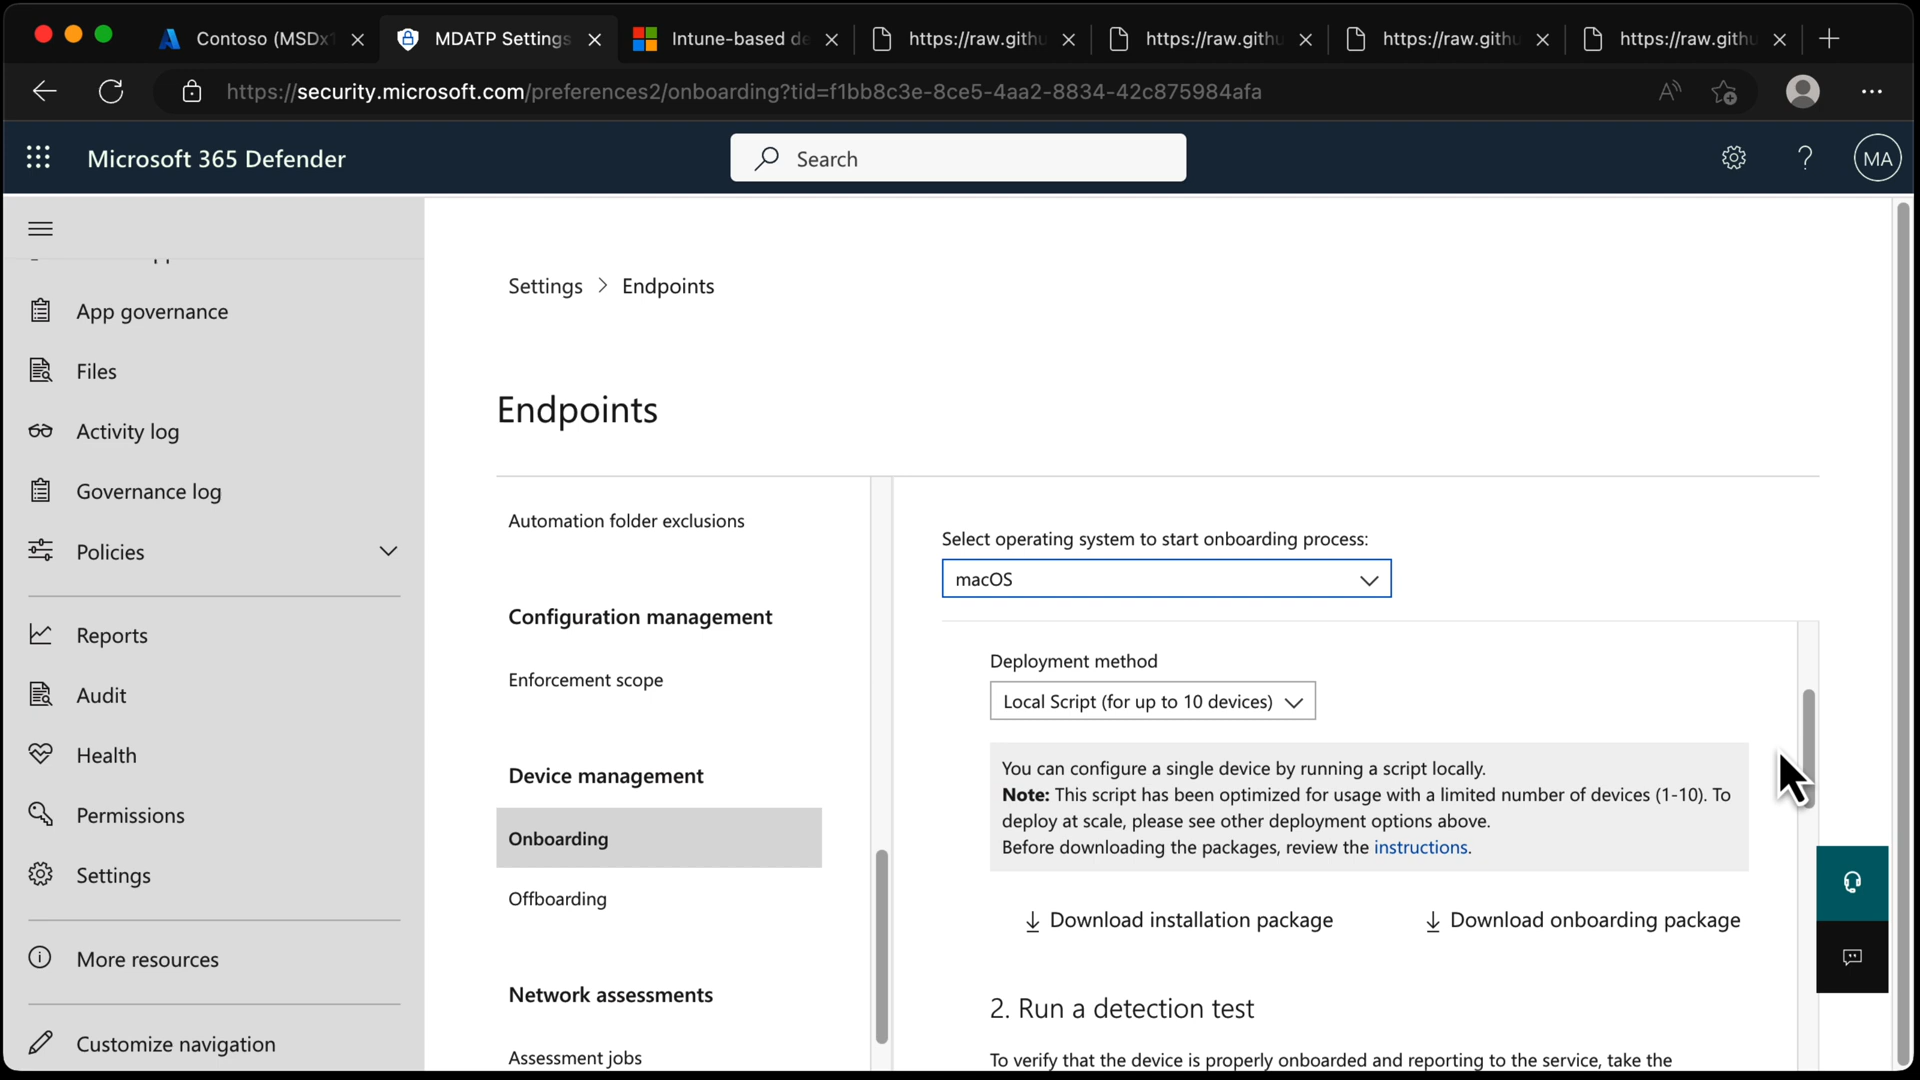 Contoso (MSDx1
MDATP Settings
Intune-based de
https://raw.githu
https://raw.githu
https://raw.githu
https://raw.githu
https://security.microsoft.com/preferences2/onboarding?tid=f1bb8c3e-8ce5-4aa2-8834-42c875984afa
Microsoft 365 Defender
Search
MA
App governance
Files
Activity log
Governance log
Policies
Reports
Audit
Health
Permissions
Settings
More resources
Customize navigation
Settings > Endpoints
Endpoints
Automation folder exclusions
Configuration management
Enforcement scope
Device management
Onboarding
Offboarding
Network assessments
Assessment jobs
Select operating system to start onboarding process:
macOS
Deployment method
Local Script (for up to 10 devices)
You can configure a single device by running a script locally.
Note: This script has been optimized for usage with a limited number of devices (1-10). To
deploy at scale, please see other deployment options above.
Before downloading the packages, review the instructions.
Download installation package
Download onboarding package
2. Run a detection test
To verify that the device is properly onboarded and reporting to the service, take the